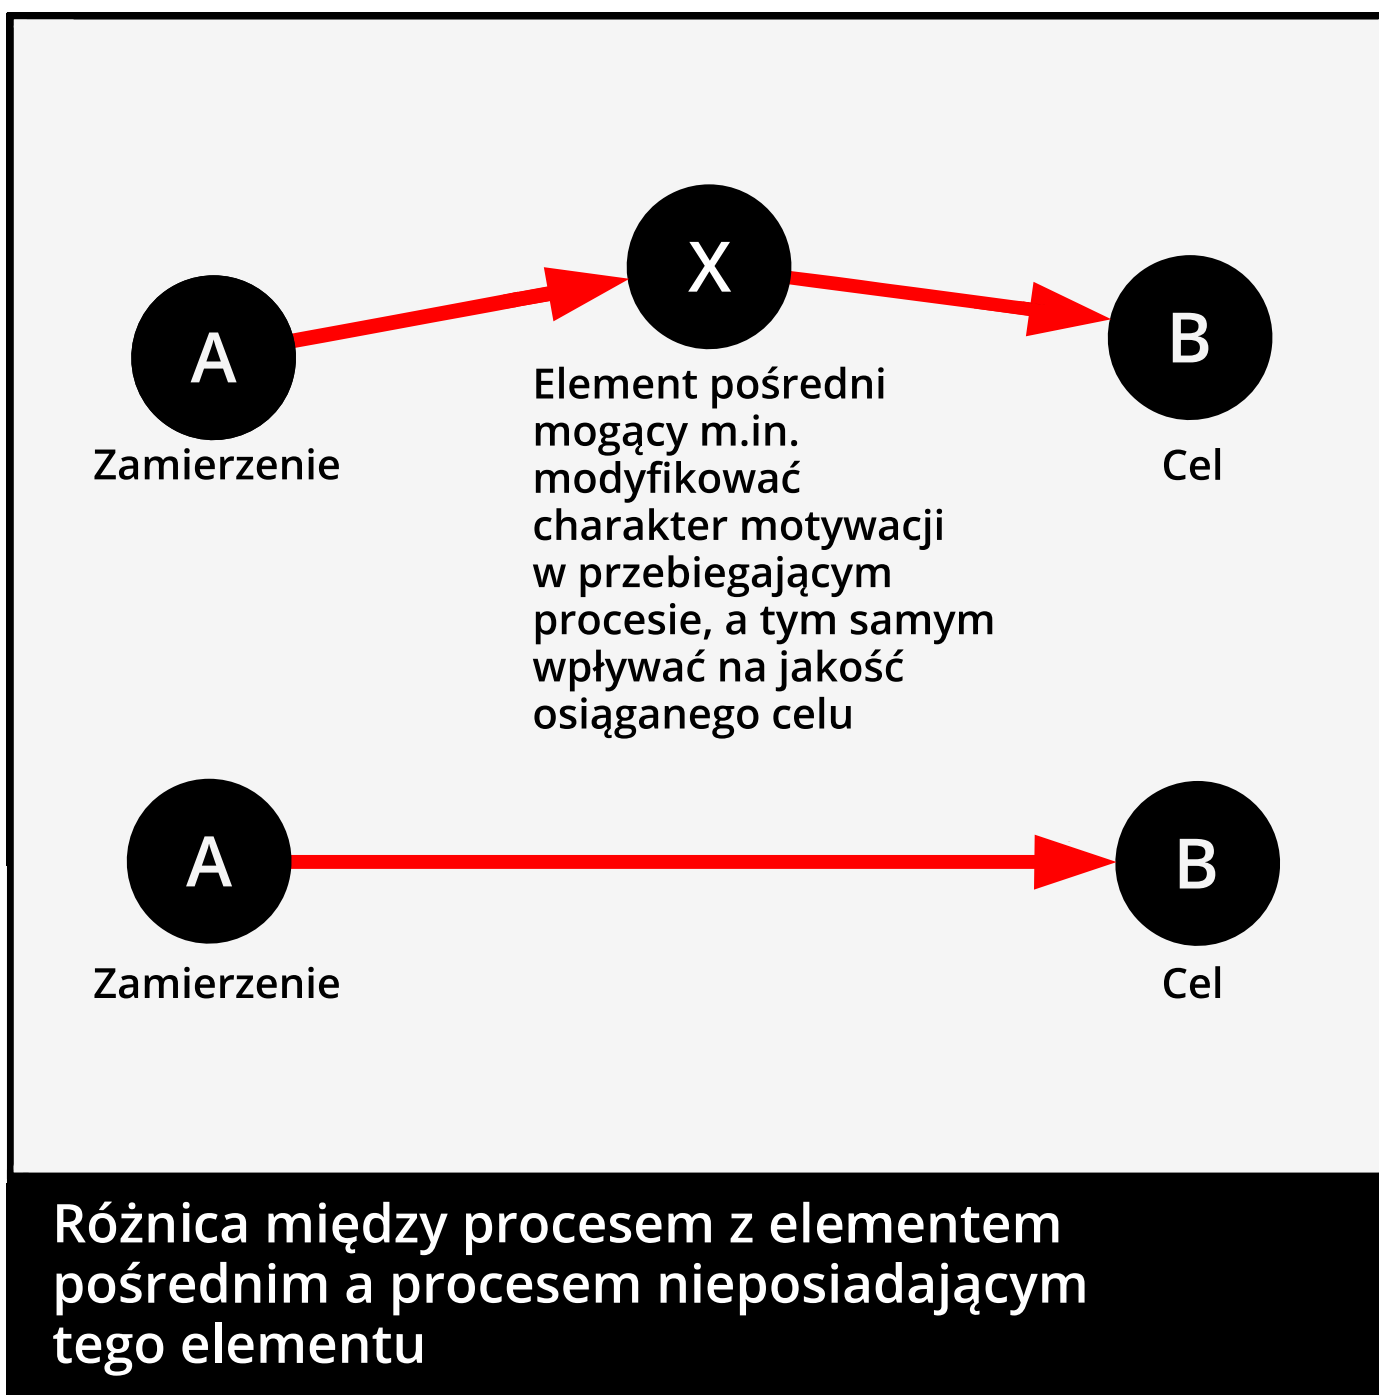 A
X
B
Zamierzenie
Element pośredni
mogący m.in.
modyfikować
charakter motywacji
w przebiegającym
procesie, a tym samym
wpływać na jakość
osiąganego celu
Cel
A
B
Zamierzenie
Cel
Różnica między procesem z elementem
pośrednim a procesem nieposiadającym
tego elementu